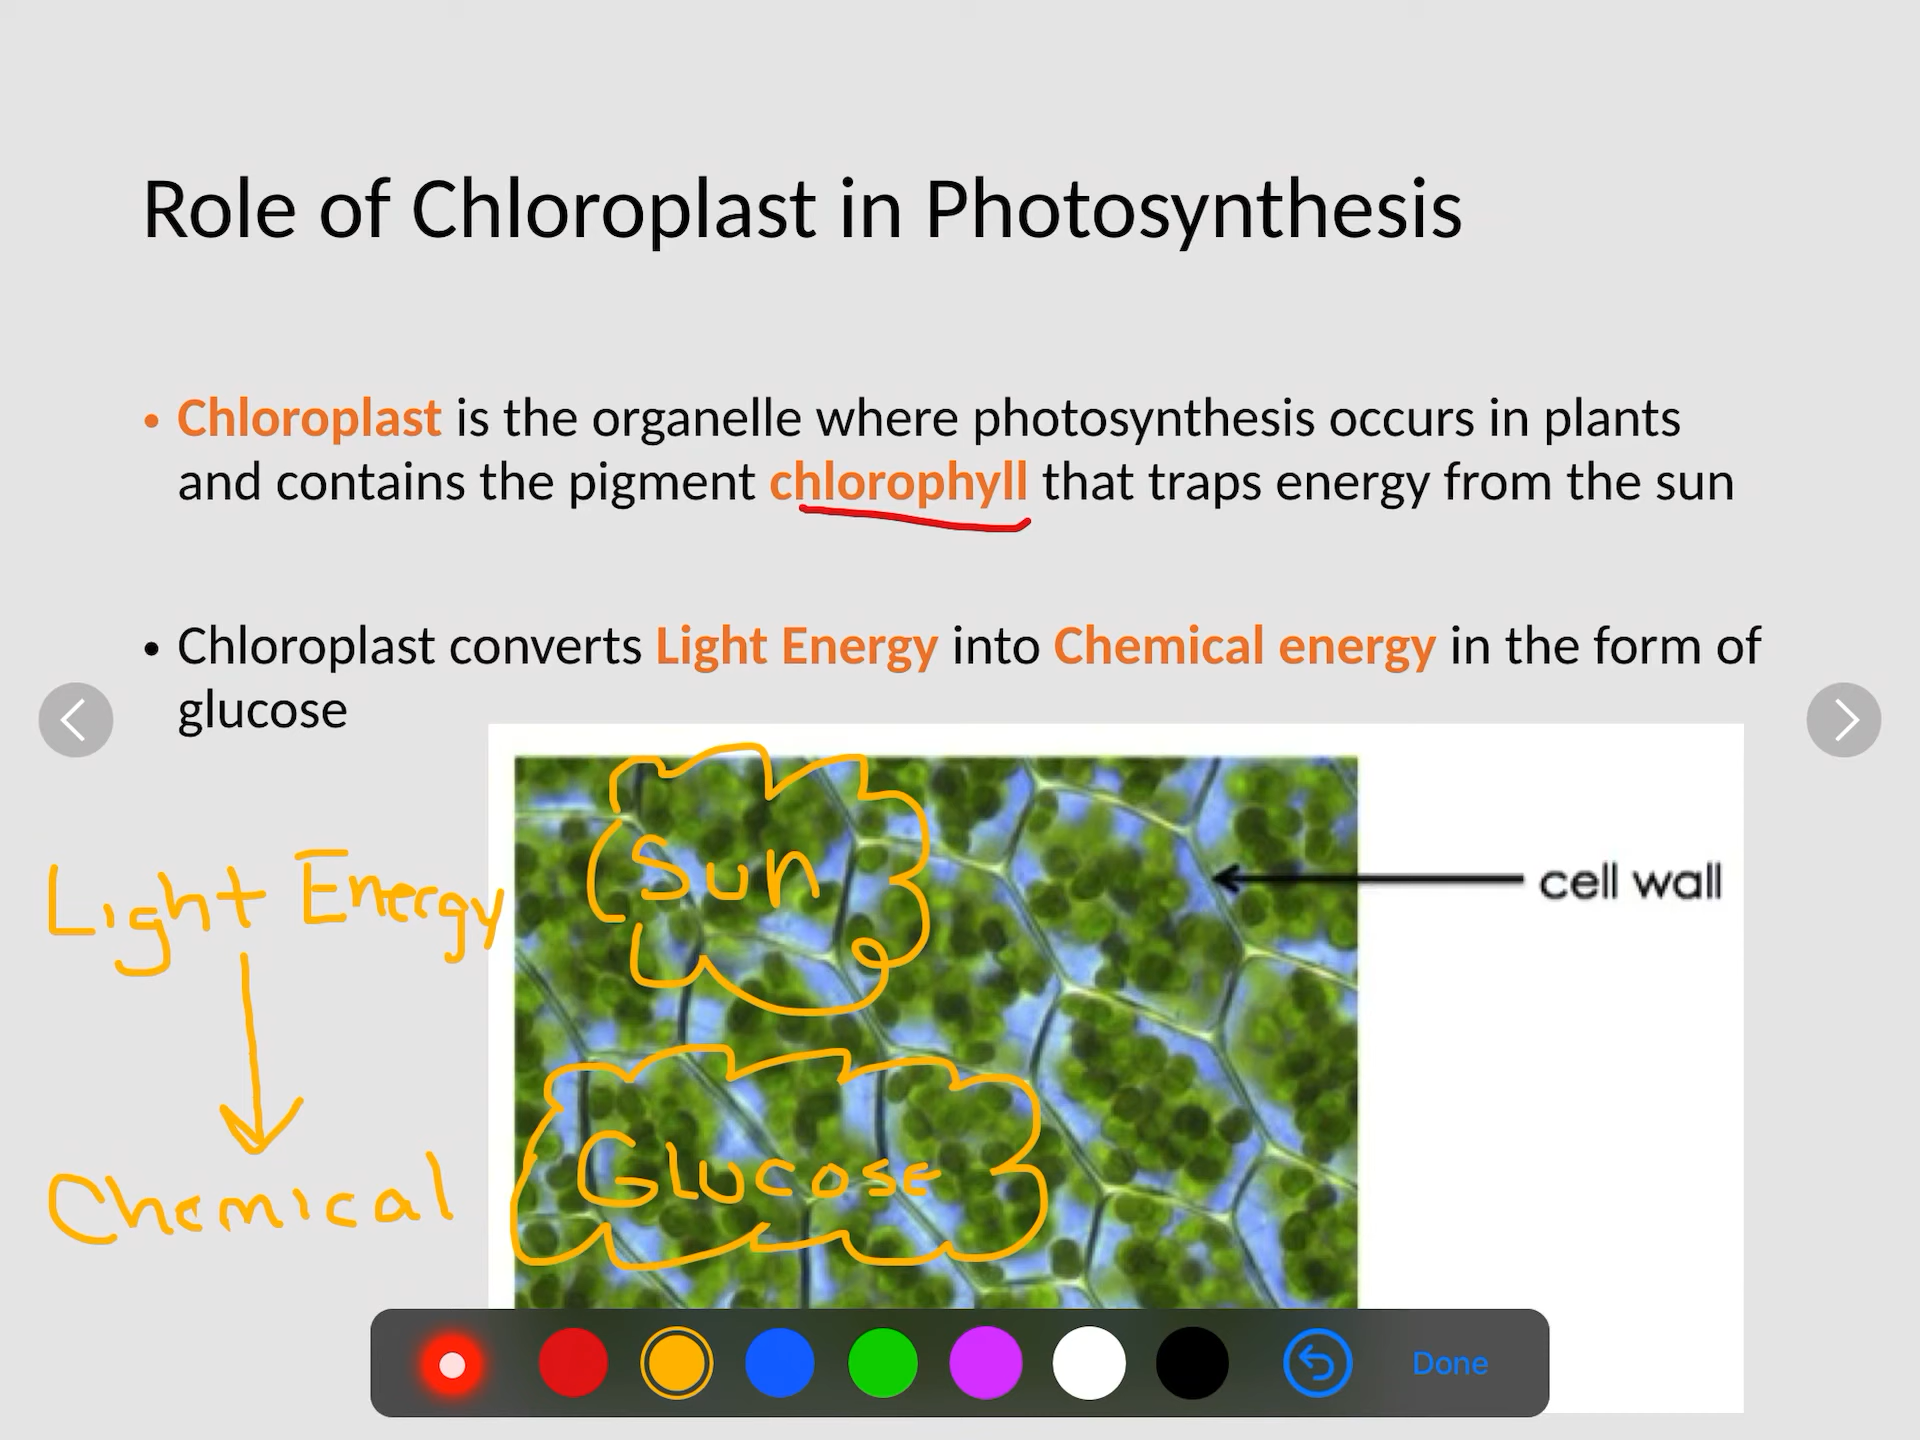 Role of Chloroplast in Photosynthesis
• Chloroplast is the organelle where photosynthesis occurs in plants
and contains the pigment chlorophyll that traps energy from the sun
• Chloroplast converts Light Energy into Chemical energy in the form of
glucose
Light Energy
Sun
cell wall
Chemical
Glucose
Done